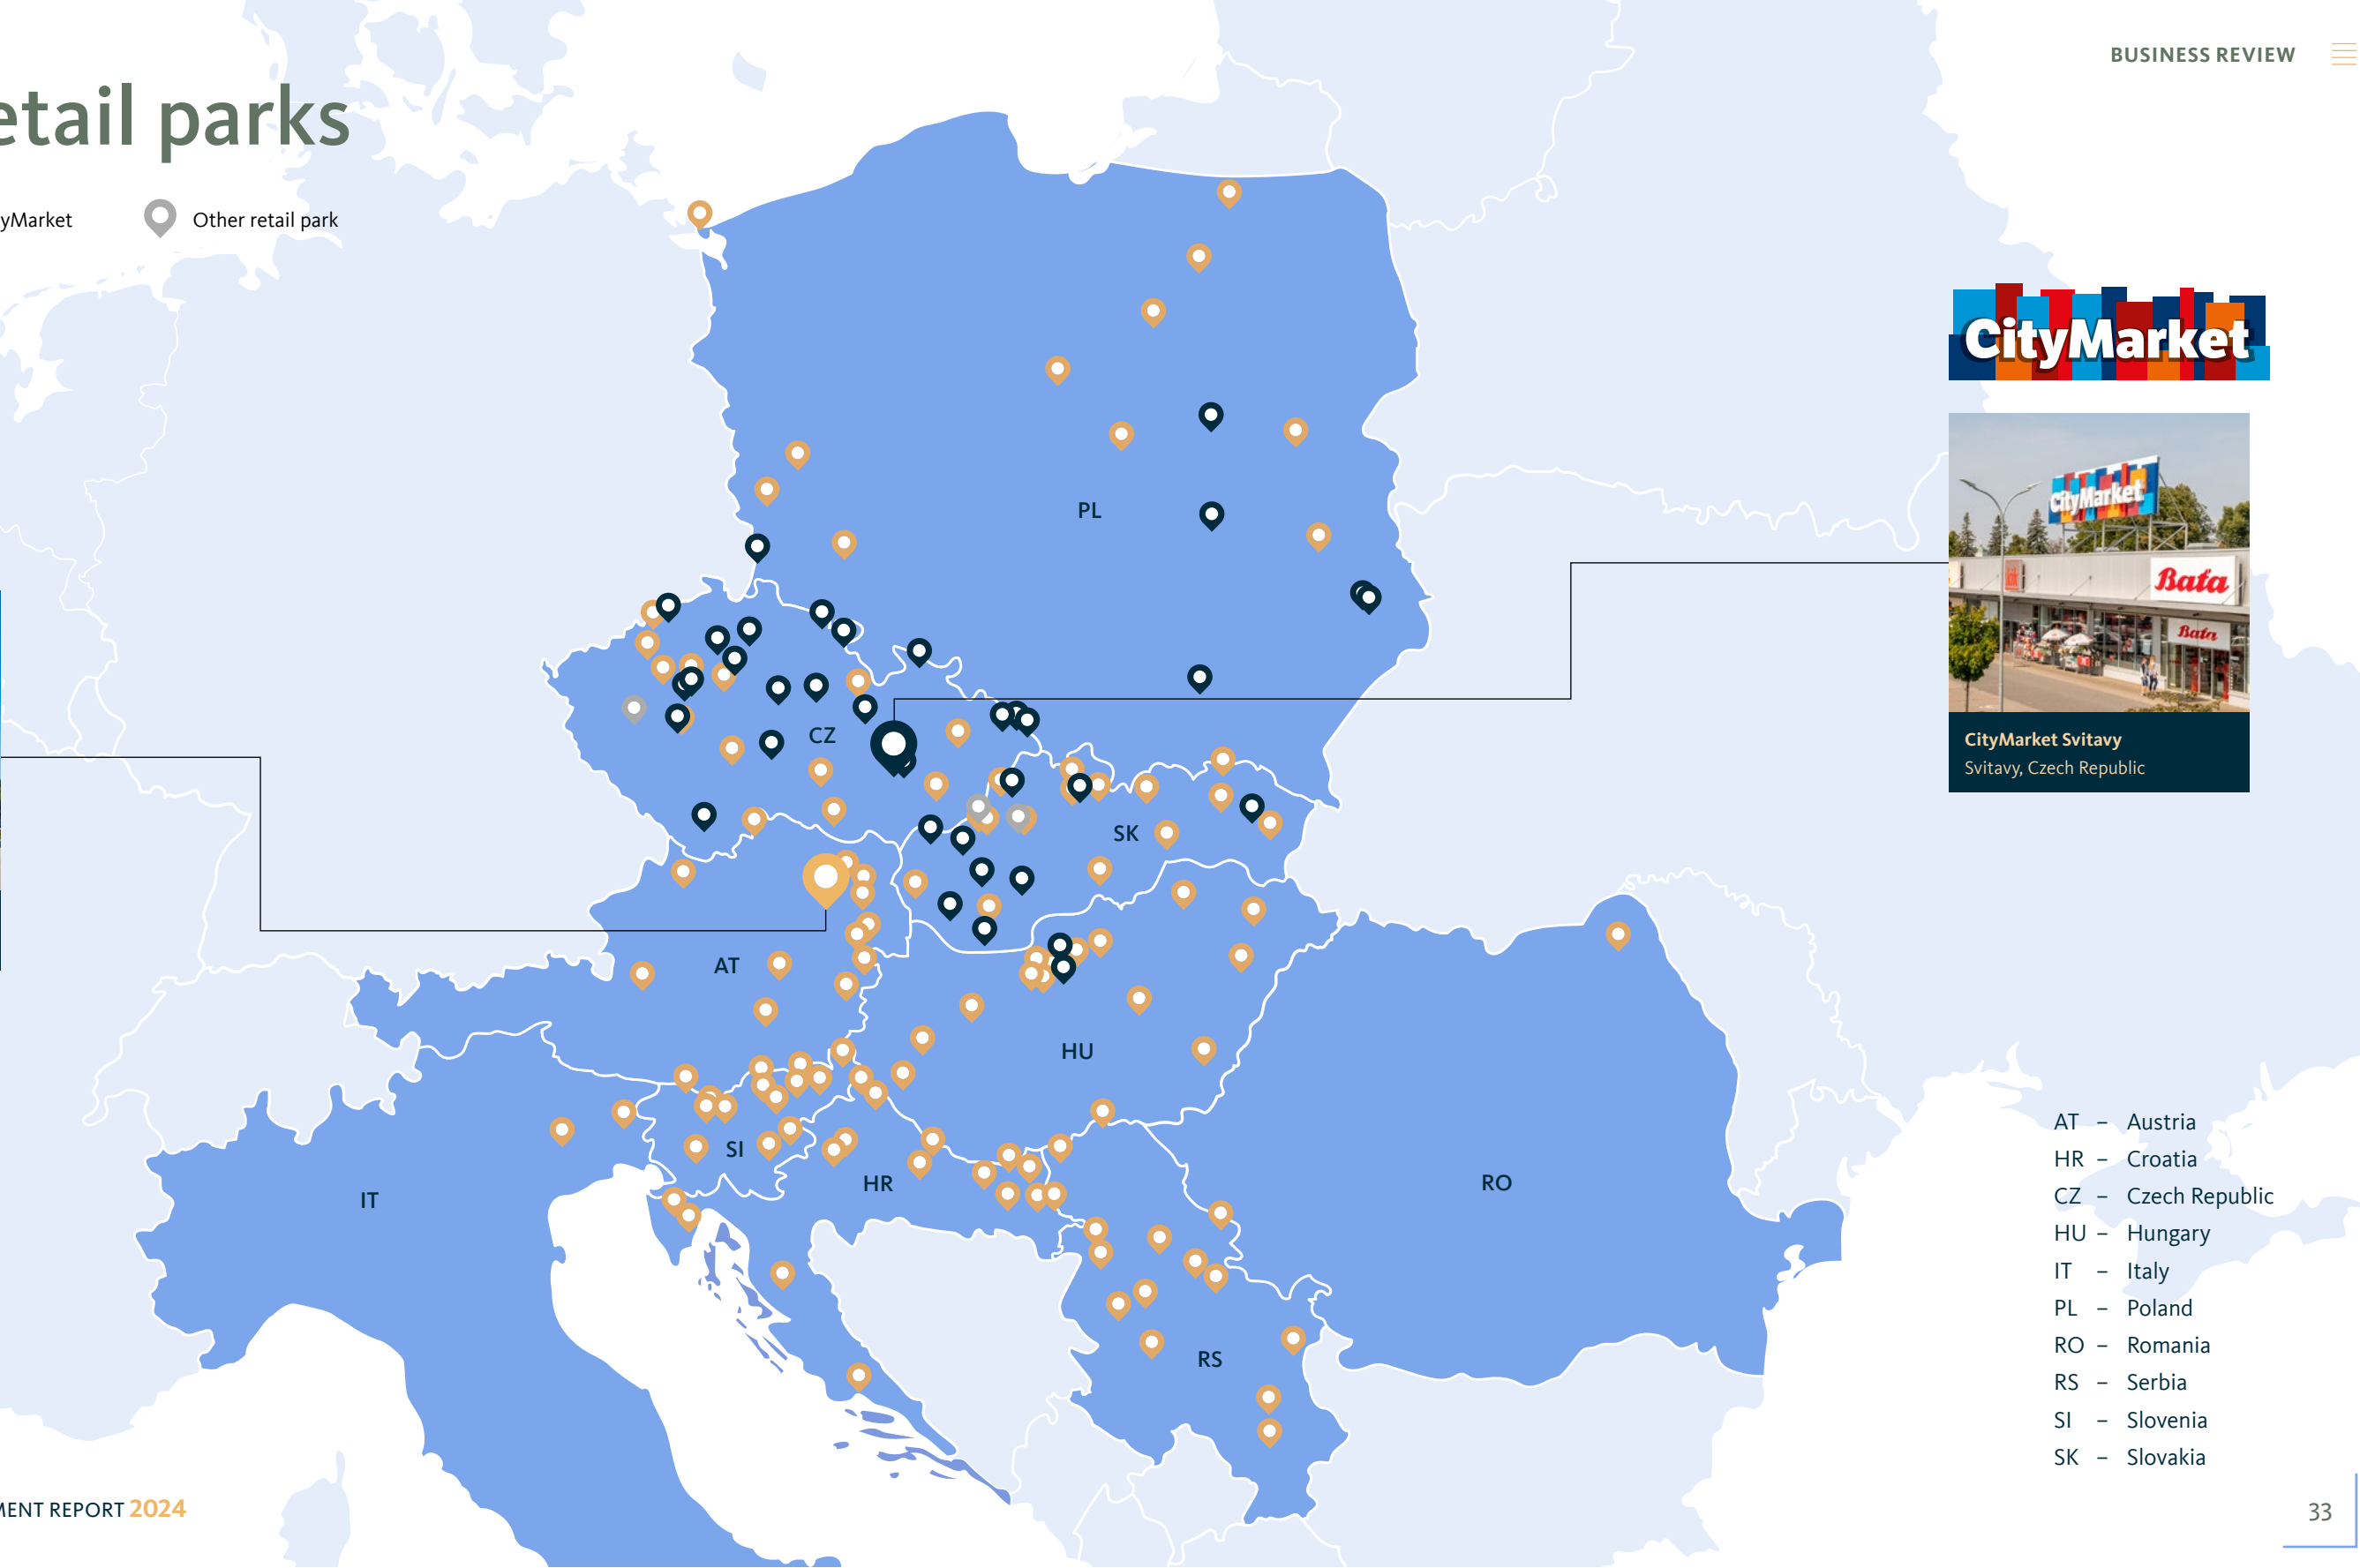 BUSINESS REVIEW
etail parks
yMarket
Other retail park
CityMarket
CityMarket
Baťa
Baťa
CityMarket Svitavy
Svitavy, Czech Republic
PL
CZ
SK
AT
HU
SI
HR
IT
RO
RS
AT – Austria
HR – Croatia
CZ – Czech Republic
HU – Hungary
IT – Italy
PL – Poland
RO – Romania
RS – Serbia
SI – Slovenia
SK – Slovakia
MENT REPORT 2024
33